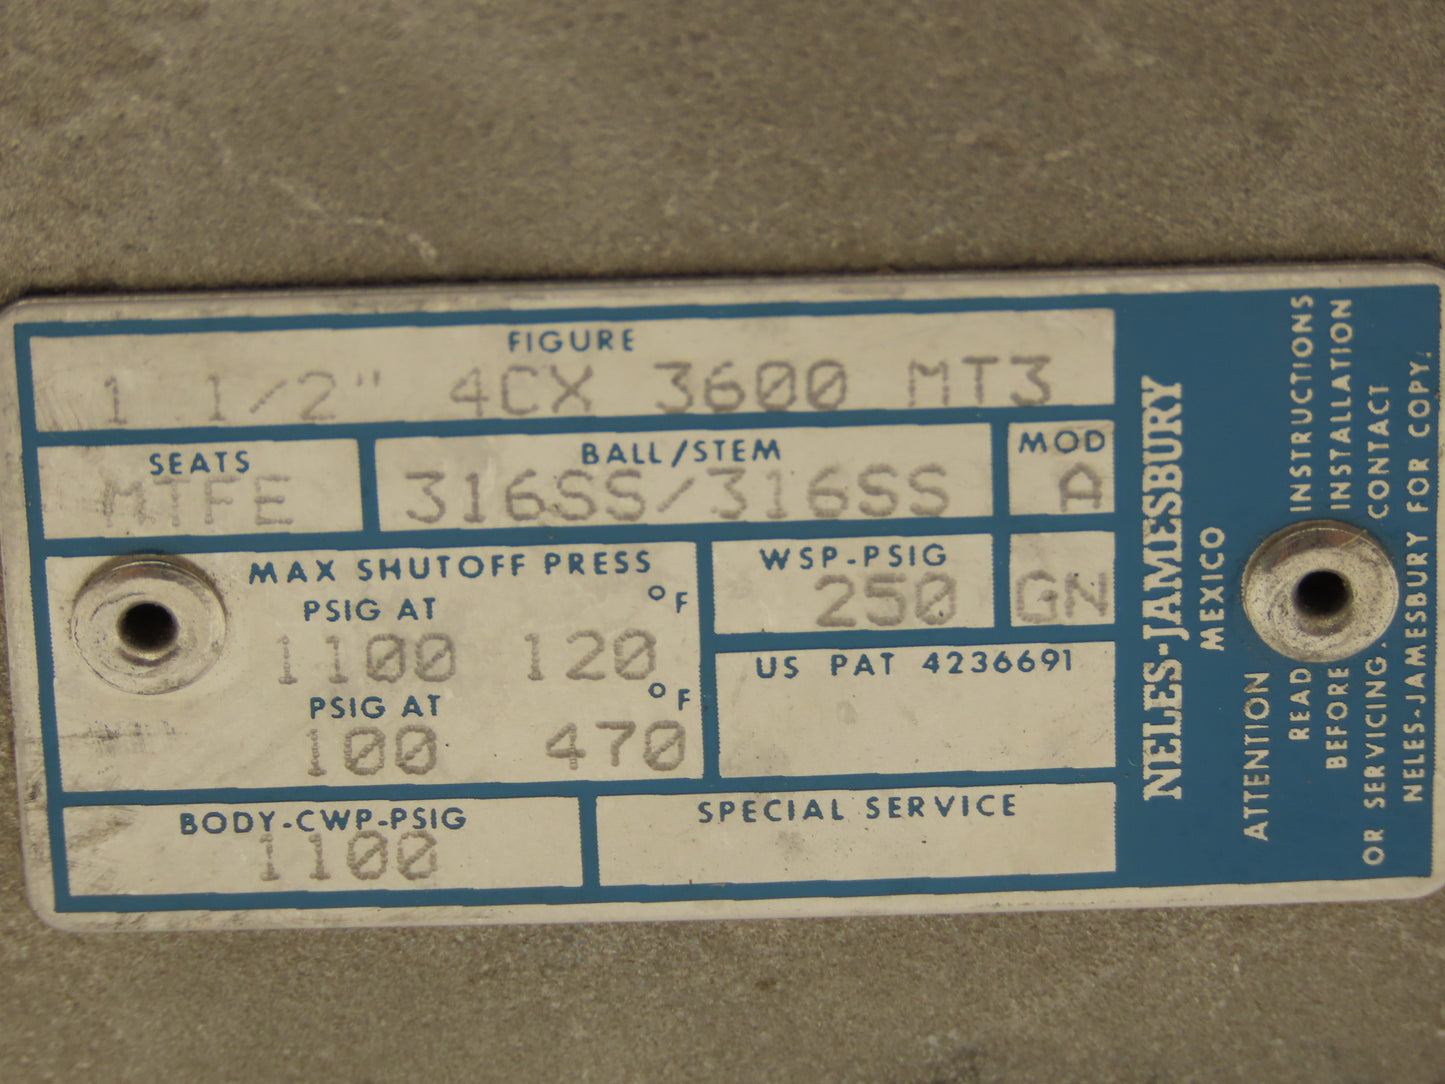 FIGURE
1 1/2" 4CX 3600 MT3
SEATS
MTFE
BALL/STEM
316SS/316SS
MOD
A
MAX SHUTOFF PRESS
PSIG AT °F
1100 120
PSIG AT °F
100 470
WSP-PSIG
250
GN
US PAT 4236691
BODY-CWP-PSIG
1100
SPECIAL SERVICE
NELES-JAMESBURY
MEXICO
ATTENTION
READ INSTRUCTIONS
BEFORE INSTALLATION
OR SERVICING. CONTACT
NELES-JAMESBURY FOR COPY.